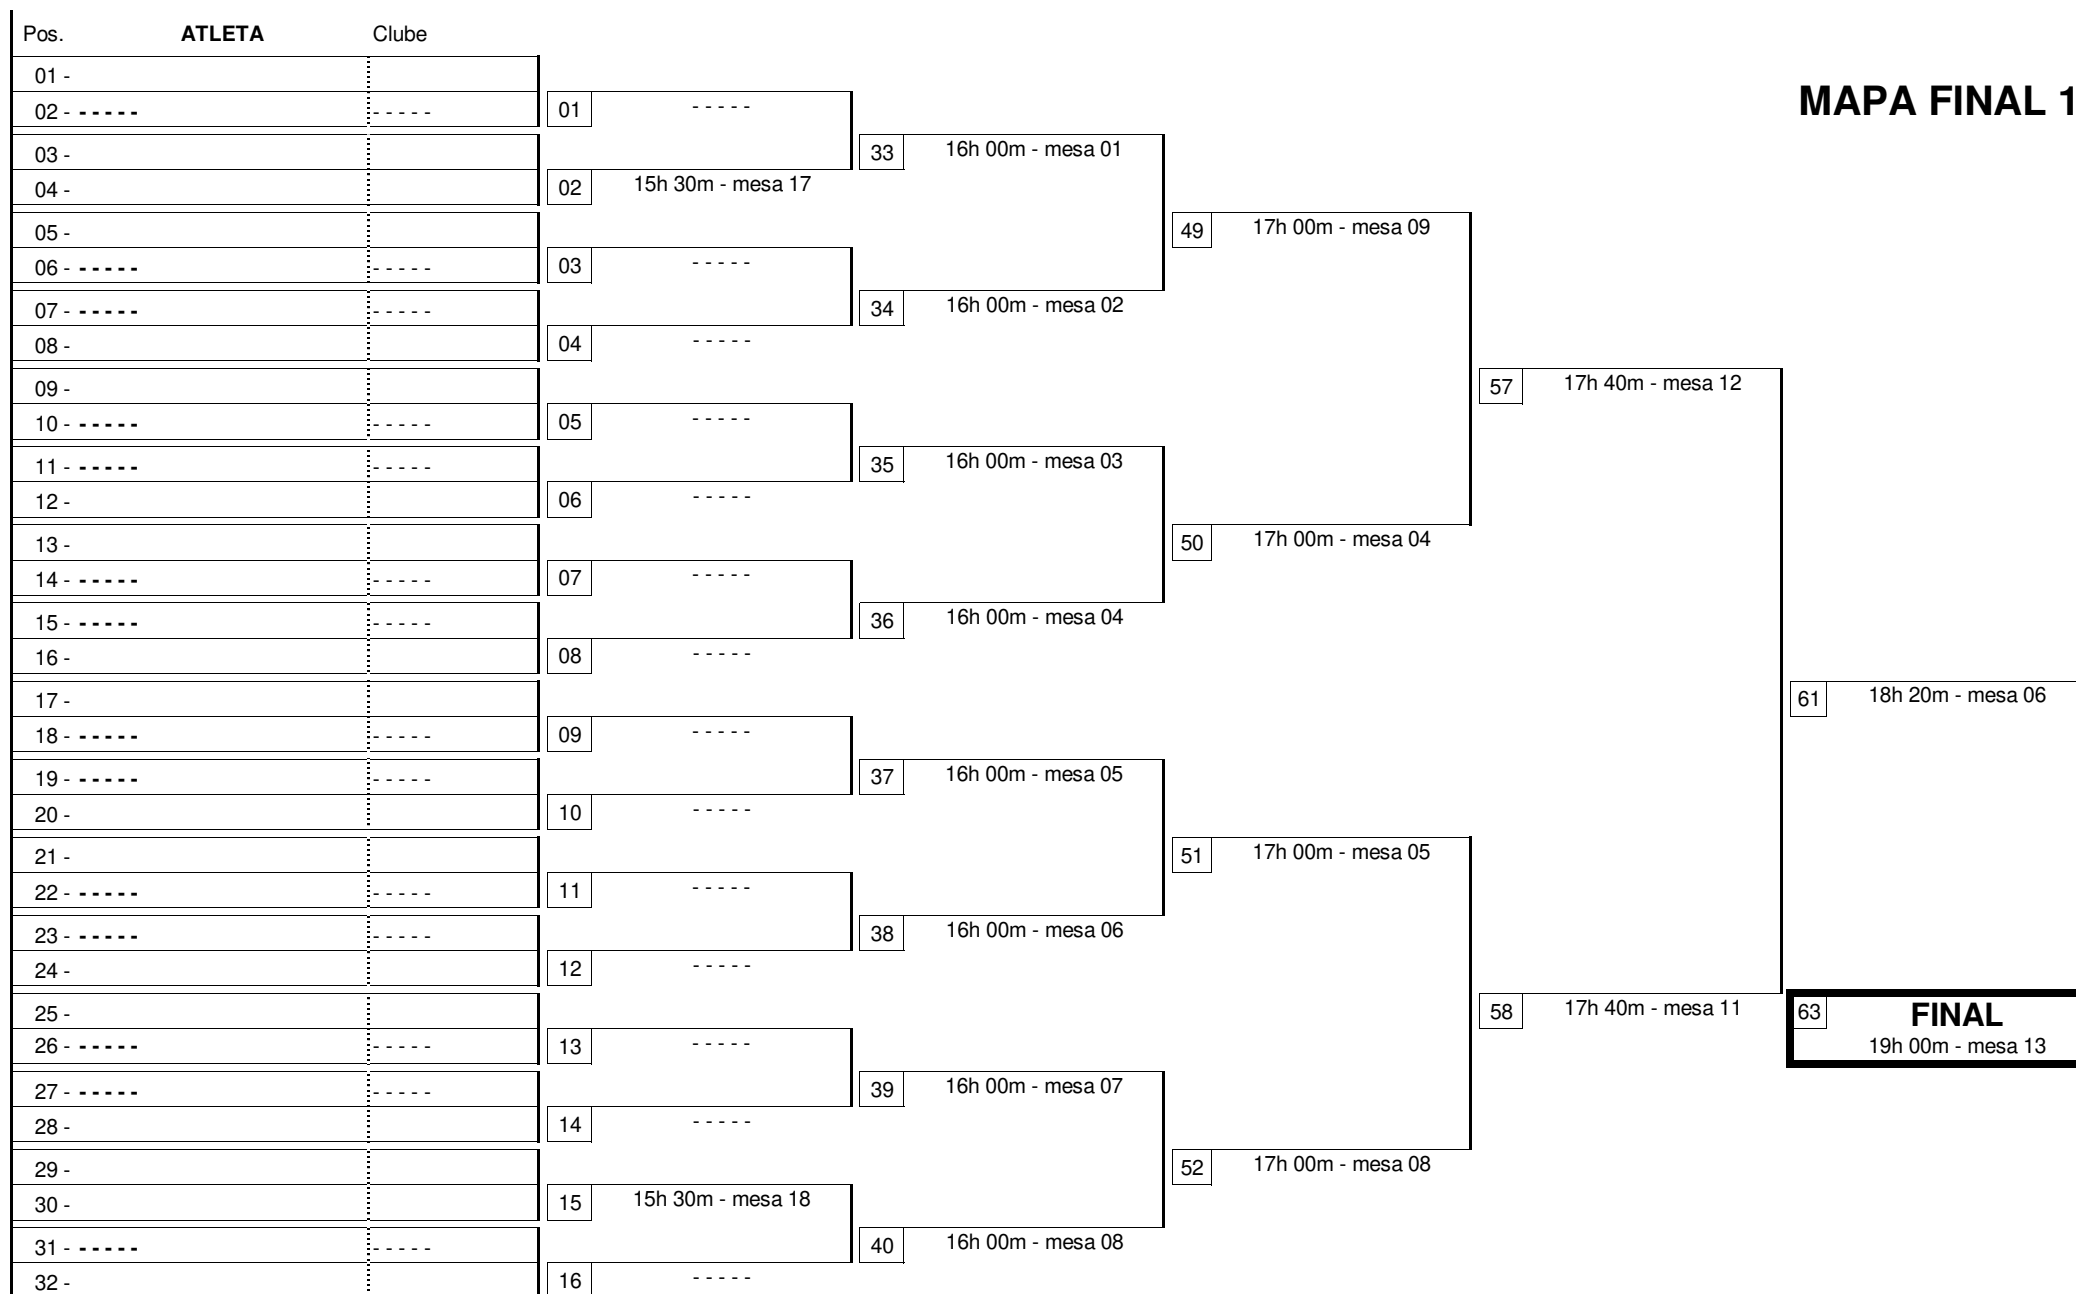 Pos. ATLETA Clube
01 -
MAPA FINAL 1
02 - - - - - - - - - - - 01 - - - - -
03 - 33 16h 00m - mesa 01
04 - 02 15h 30m - mesa 17
05 - 49 17h 00m - mesa 09
06 - - - - - - - - - - - 03 - - - - -
07 - - - - - - - - - - - 34 16h 00m - mesa 02
08 - 04 - - - - -
09 - 57 17h 40m - mesa 12
10 - - - - - - - - - - - 05 - - - - -
11 - - - - - - - - - - - 35 16h 00m - mesa 03
12 - 06 - - - - -
13 - 50 17h 00m - mesa 04
14 - - - - - - - - - - - 07 - - - - -
15 - - - - - - - - - - - 36 16h 00m - mesa 04
16 - 08 - - - - -
17 - 61 18h 20m - mesa 06
18 - - - - - - - - - - - 09 - - - - -
19 - - - - - - - - - - - 37 16h 00m - mesa 05
20 - 10 - - - - -
21 - 51 17h 00m - mesa 05
22 - - - - - - - - - - - 11 - - - - -
23 - - - - - - - - - - - 38 16h 00m - mesa 06
24 - 12 - - - - -
25 - 58 17h 40m - mesa 11 63 FINAL
26 - - - - - - - - - - - 13 - - - - - 19h 00m - mesa 13
27 - - - - - - - - - - - 39 16h 00m - mesa 07
28 - 14 - - - - -
29 - 52 17h 00m - mesa 08
30 - 15 15h 30m - mesa 18
31 - - - - - - - - - - - 40 16h 00m - mesa 08
32 - 16 - - - - -